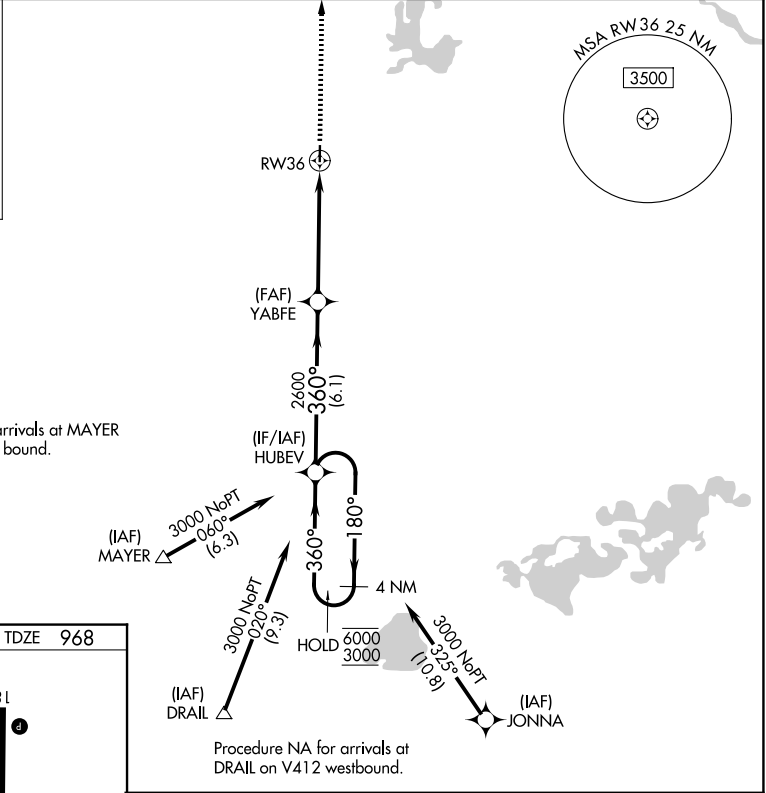 MSA RW36 25 NM
3500
RW36
(FAF)
YABFE
2600
360°
(6.1)
arrivals at MAYER
bound.
(IF/IAF)
HUBEV
3000 NoPT
060°
(6.3)
(IAF)
MAYER
360°
180°
4 NM
3000 NoPT
020°
(9.3)
HOLD
6000
3000
3000 NoPT
325°
(10.8)
TDZE 968
(IAF)
DRAIL
(IAF)
JONNA
Procedure NA for arrivals at
DRAIL on V412 westbound.
P